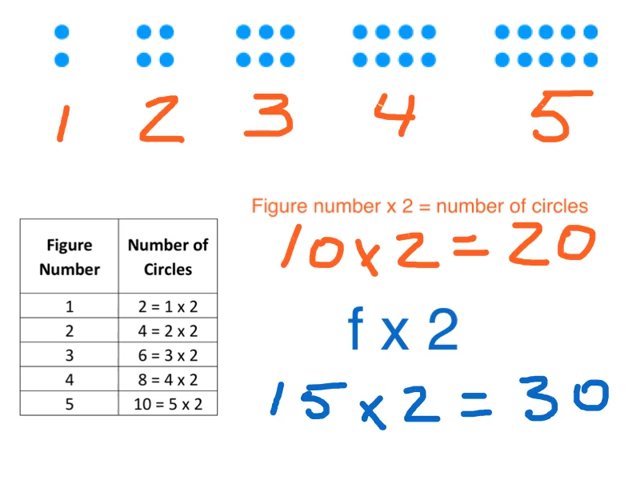 1 2 3 4 5
Figure number x 2 = number of circles
10 x 2 = 20
Figure Number Number of Circles
1 2 = 1 x 2
2 4 = 2 x 2
3 6 = 3 x 2
4 8 = 4 x 2
5 10 = 5 x 2
f x 2
15 x 2 = 30